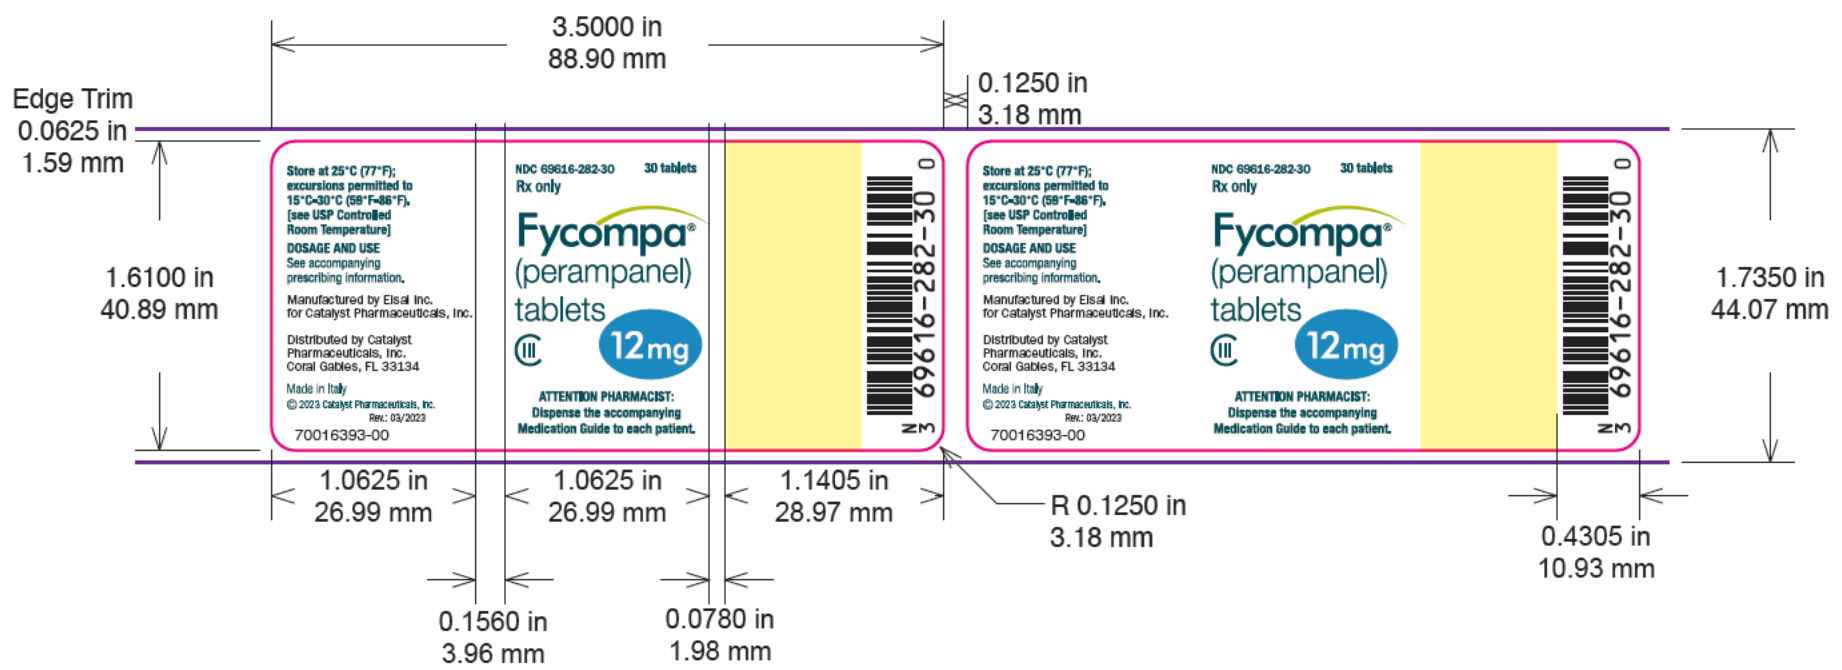 3.5000 in
88.90 mm
0.1250 in
3.18 mm
Edge Trim
0.0625 in
1.59 mm
1.6100 in
40.89 mm
Store at 25°C (77°F);
excursions permitted to
15°C-30°C (59°F-86°F).
[see USP Controlled
Room Temperature]
DOSAGE AND USE
See accompanying
prescribing information.
Manufactured by Eisai Inc.
for Catalyst Pharmaceuticals, Inc.
Distributed by Catalyst
Pharmaceuticals, Inc.
Coral Gables, FL 33134
Made in Italy
© 2023 Catalyst Pharmaceuticals, Inc.
Rev.: 03/2023
70016393-00
NDC 69616-282-30 30 tablets
Rx only
Fycompa®
(perampanel)
tablets
CIII
12 mg
ATTENTION PHARMACIST:
Dispense the accompanying
Medication Guide to each patient.
N
3 69616-282-30 0
Store at 25°C (77°F);
excursions permitted to
15°C-30°C (59°F-86°F).
[see USP Controlled
Room Temperature]
DOSAGE AND USE
See accompanying
prescribing information.
Manufactured by Eisai Inc.
for Catalyst Pharmaceuticals, Inc.
Distributed by Catalyst
Pharmaceuticals, Inc.
Coral Gables, FL 33134
Made in Italy
© 2023 Catalyst Pharmaceuticals, Inc.
Rev.: 03/2023
70016393-00
NDC 69616-282-30 30 tablets
Rx only
Fycompa®
(perampanel)
tablets
CIII
12 mg
ATTENTION PHARMACIST:
Dispense the accompanying
Medication Guide to each patient.
N
3 69616-282-30 0
1.7350 in
44.07 mm
1.0625 in
26.99 mm
1.0625 in
26.99 mm
1.1405 in
28.97 mm
R 0.1250 in
3.18 mm
0.4305 in
10.93 mm
0.1560 in
3.96 mm
0.0780 in
1.98 mm